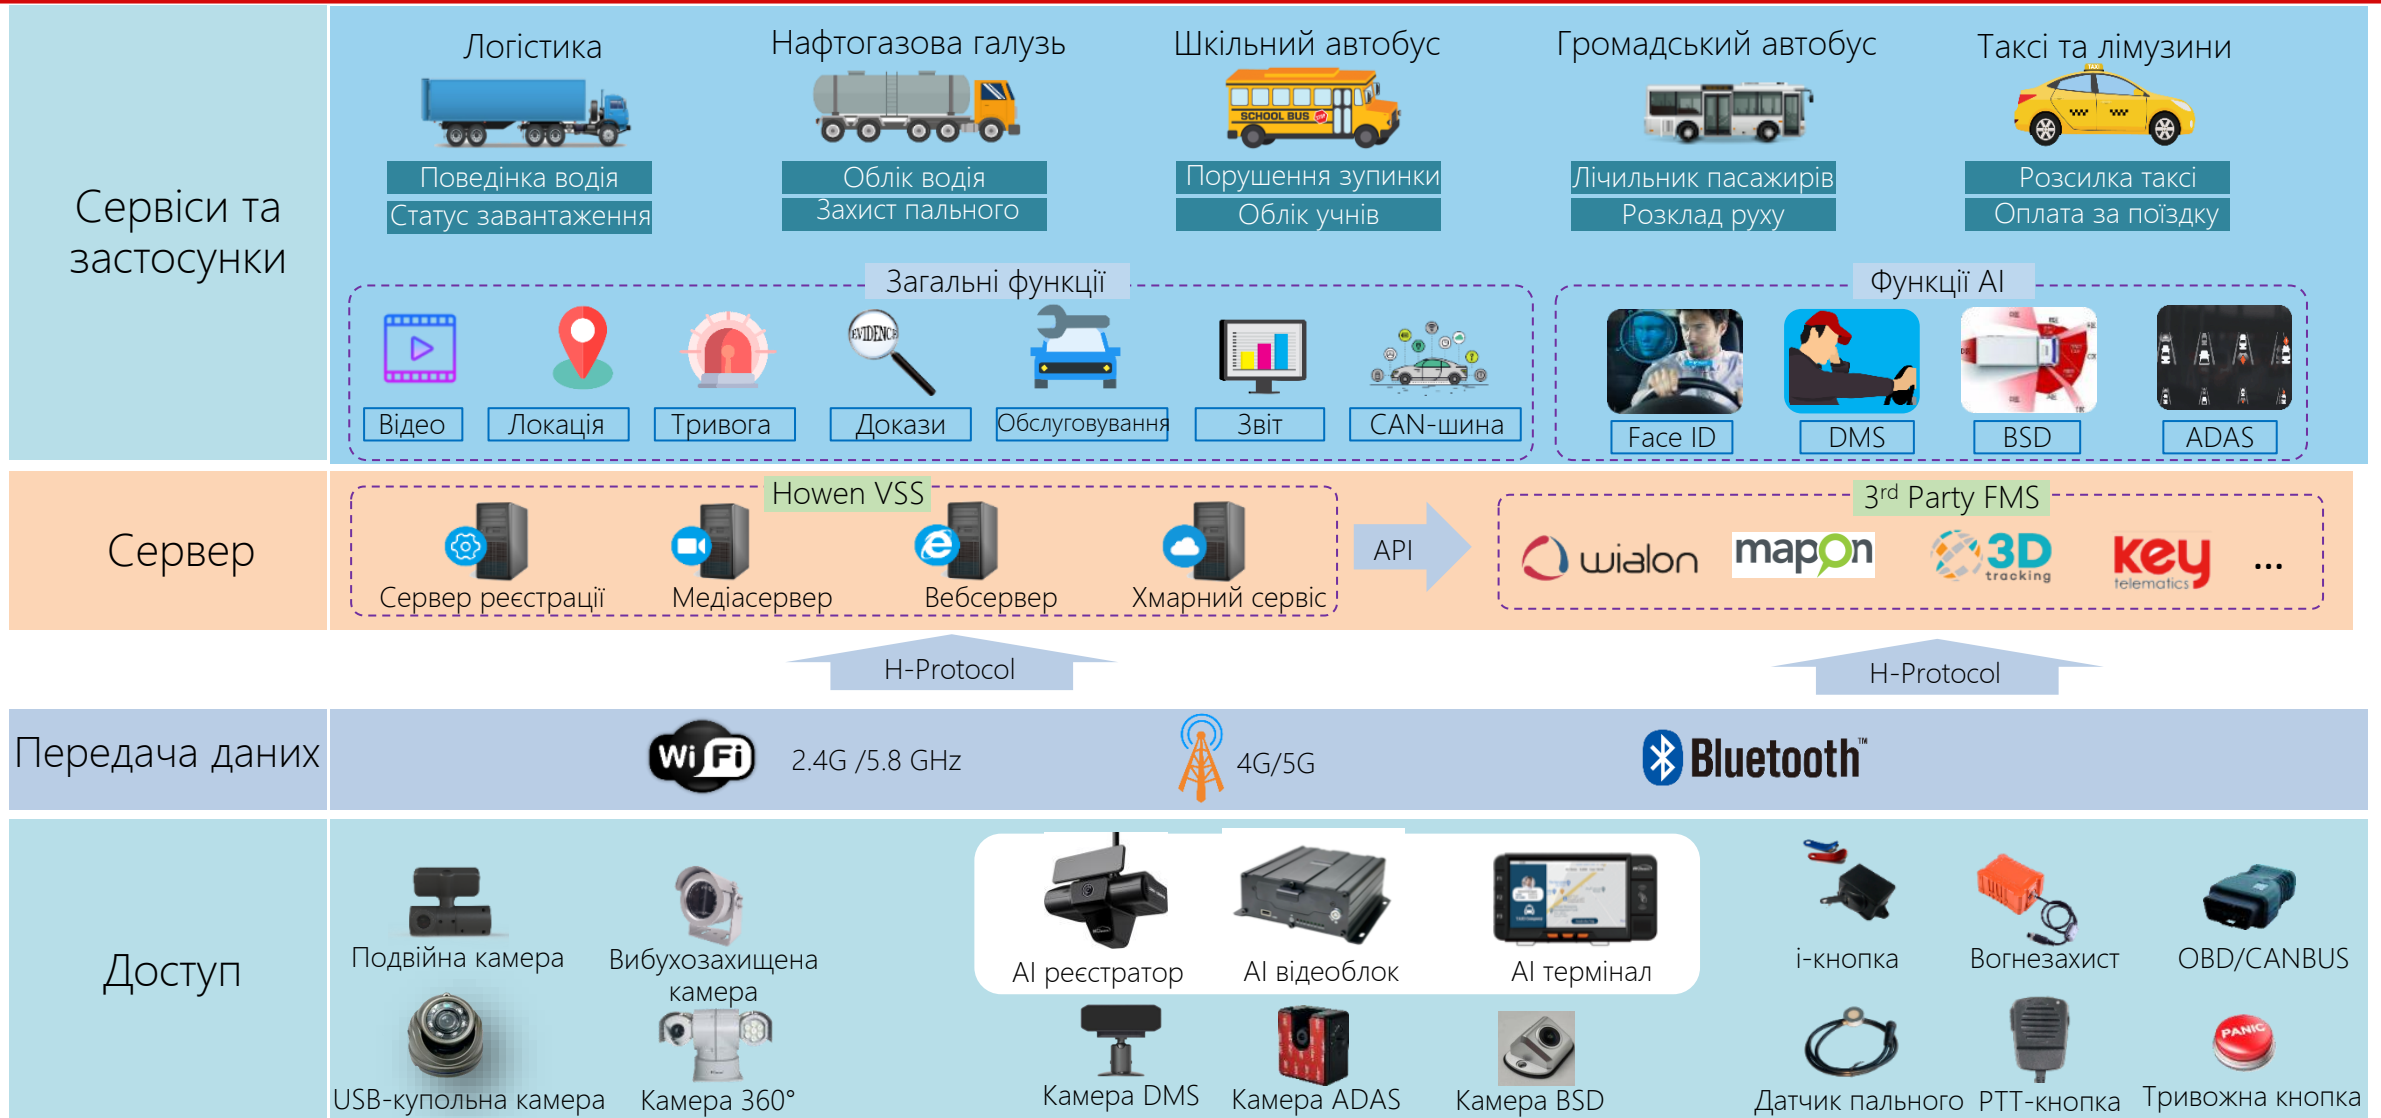 Сервіси та
застосунки
Логістика
Нафтогазова галузь
Шкільний автобус
Громадський автобус
Таксі та лімузини
SCHOOL BUS
STOP
TAXI
Поведінка водія
Облік водія
Порушення зупинки
Лічильник пасажирів
Розсилка таксі
Статус завантаження
Захист пального
Облік учнів
Розклад руху
Оплата за поїздку
Загальні функції
Функції AI
EVIDENCE
Відео
Локація
Тривога
Докази
Обслуговування
Звіт
CAN-шина
Face ID
DMS
BSD
ADAS
Сервер
Howen VSS
3rd Party FMS
Сервер реєстрації
Медіасервер
Вебсервер
Хмарний сервіс
API
wialon
mapon
3D
tracking
key
telematics
...
H-Protocol
H-Protocol
Передача даних
Wi Fi
2.4G /5.8 GHz
4G/5G
Bluetooth™
Доступ
Подвійна камера
Вибухозахищена
камера
AI реєстратор
AI відеоблок
AI термінал
і-кнопка
Вогнезахист
OBD/CANBUS
USB-купольна камера
Камера 360°
Камера DMS
Камера ADAS
Камера BSD
Датчик пального
PTT-кнопка
PANIC
Тривожна кнопка